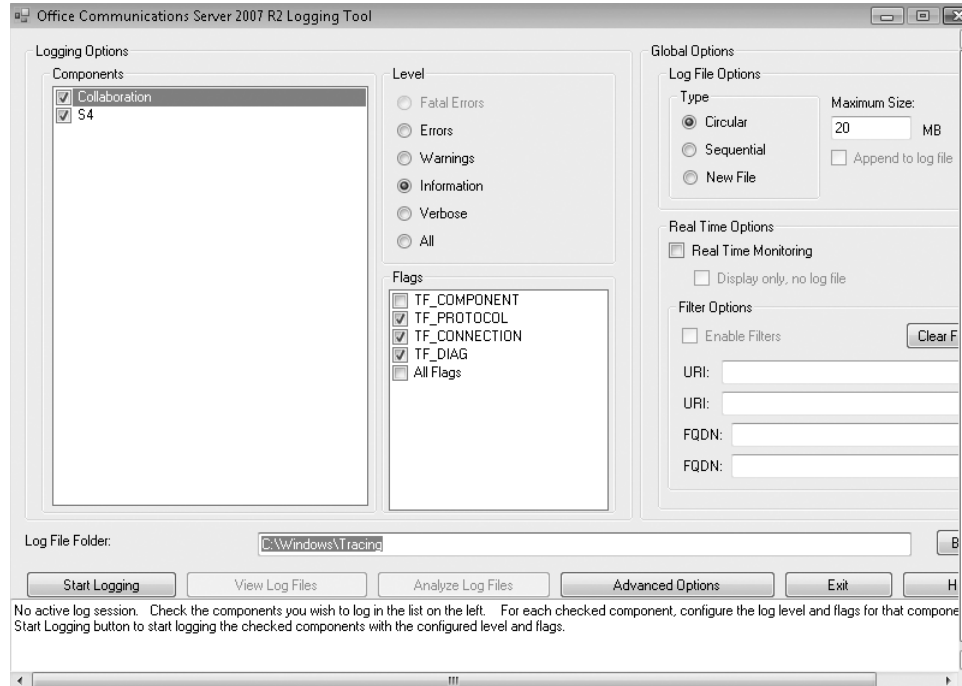 Office Communications Server 2007 R2 Logging Tool
Logging Options
Components
Collaboration
S4
Level
Fatal Errors
Errors
Warnings
Information
Verbose
All
Flags
TF_COMPONENT
TF_PROTOCOL
TF_CONNECTION
TF_DIAG
All Flags
Global Options
Log File Options
Type
Circular
Sequential
New File
Maximum Size:
20 MB
Append to log file
Real Time Options
Real Time Monitoring
Display only, no log file
Filter Options
Enable Filters
Clear F
URI:
URI:
FQDN:
FQDN:
Log File Folder: C:\Windows\Tracing B
Start Logging View Log Files Analyze Log Files Advanced Options Exit H
No active log session. Check the components you wish to log in the list on the left. For each checked component, configure the log level and flags for that compone
Start Logging button to start logging the checked components with the configured level and flags.